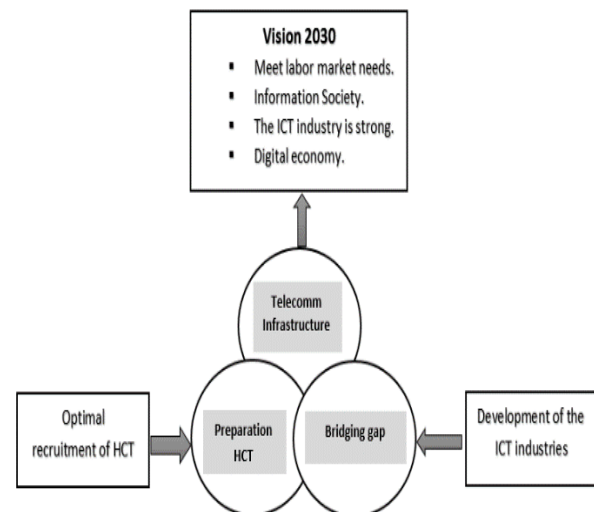 Vision 2030
▪ Meet labor market needs.
▪ Information Society.
▪ The ICT industry is strong.
▪ Digital economy.
Telecomm
Infrastructure
Optimal
recruitment of HCT
Preparation
HCT
Bridging gap
Development of the
ICT industries